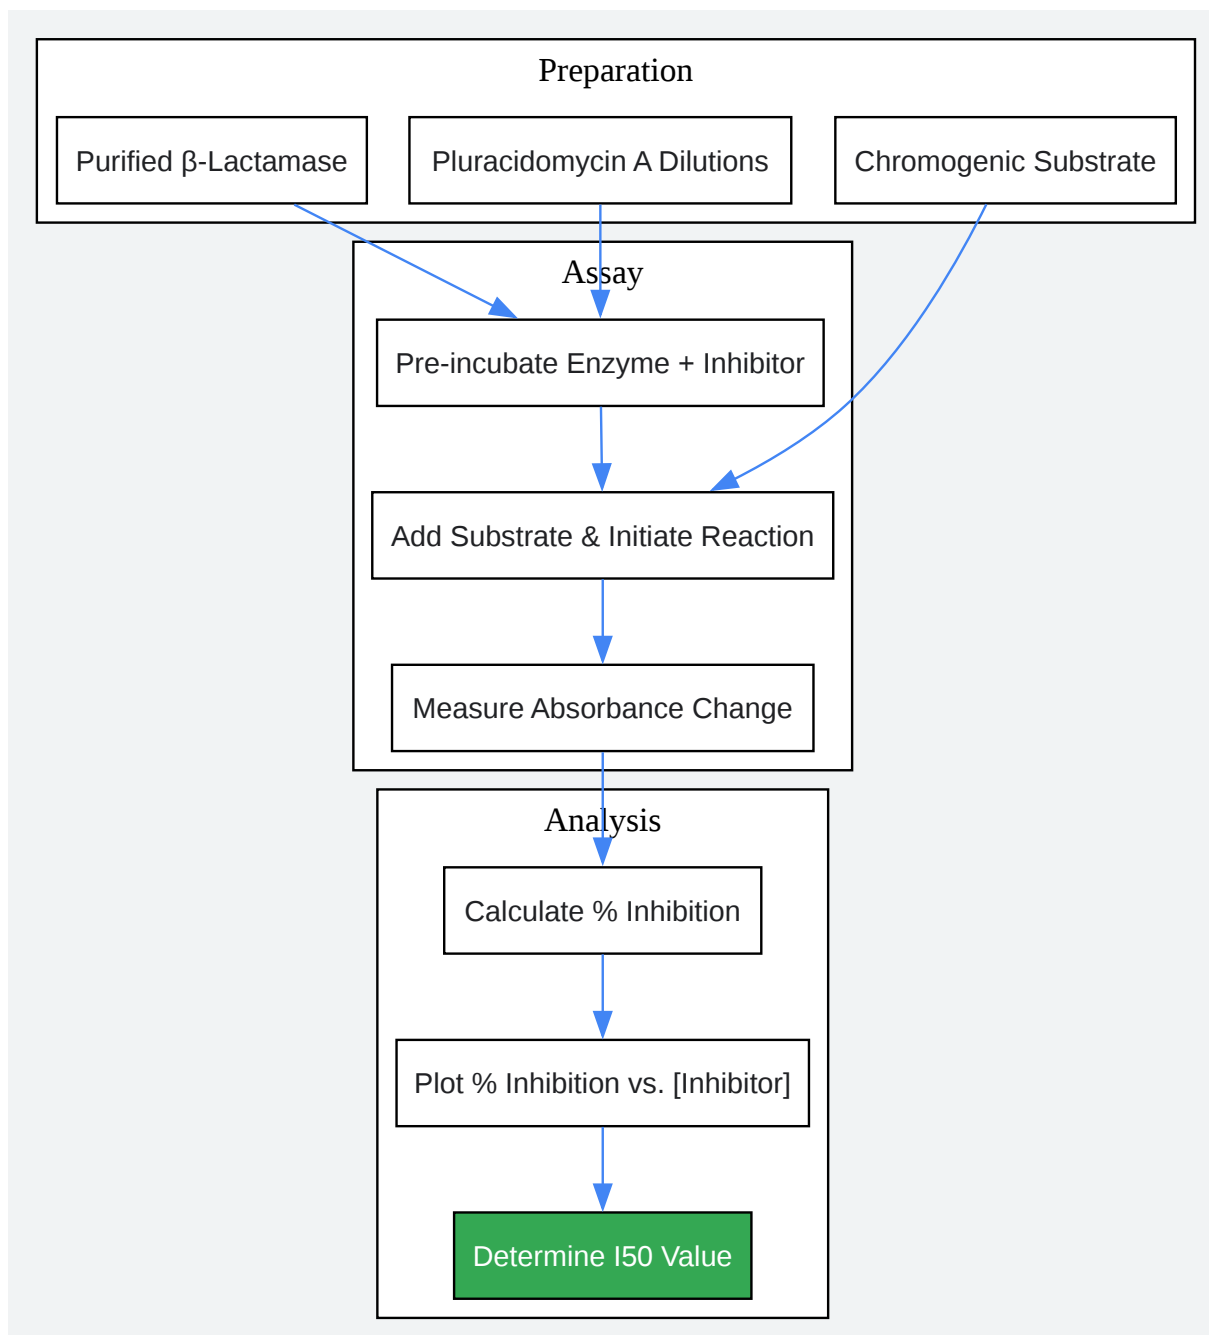 Preparation
Purified β-Lactamase
Pluracidomycin A Dilutions
Chromogenic Substrate
Assay
Pre-incubate Enzyme + Inhibitor
Add Substrate & Initiate Reaction
Measure Absorbance Change
Analysis
Calculate % Inhibition
Plot % Inhibition vs. [Inhibitor]
Determine I50 Value